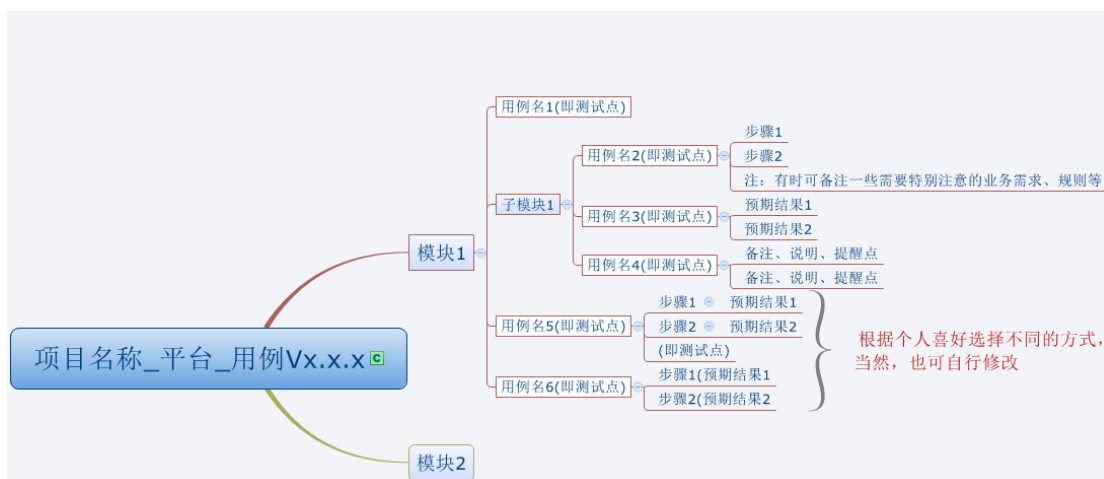 用例名1(即测试点)
步骤1
用例名2(即测试点)
步骤2
注：有时可备注一些需要特别注意的业务需求、规则等
子模块1
用例名3(即测试点)
预期结果1
预期结果2
模块1
用例名4(即测试点)
备注、说明、提醒点
备注、说明、提醒点
步骤1 预期结果1
用例名5(即测试点)
步骤2 预期结果2
(即测试点)
根据个人喜好选择不同的方式，
当然，也可自行修改
项目名称_平台_用例Vx.x.x
C
用例名6(即测试点)
步骤1(预期结果1
步骤2(预期结果2
模块2